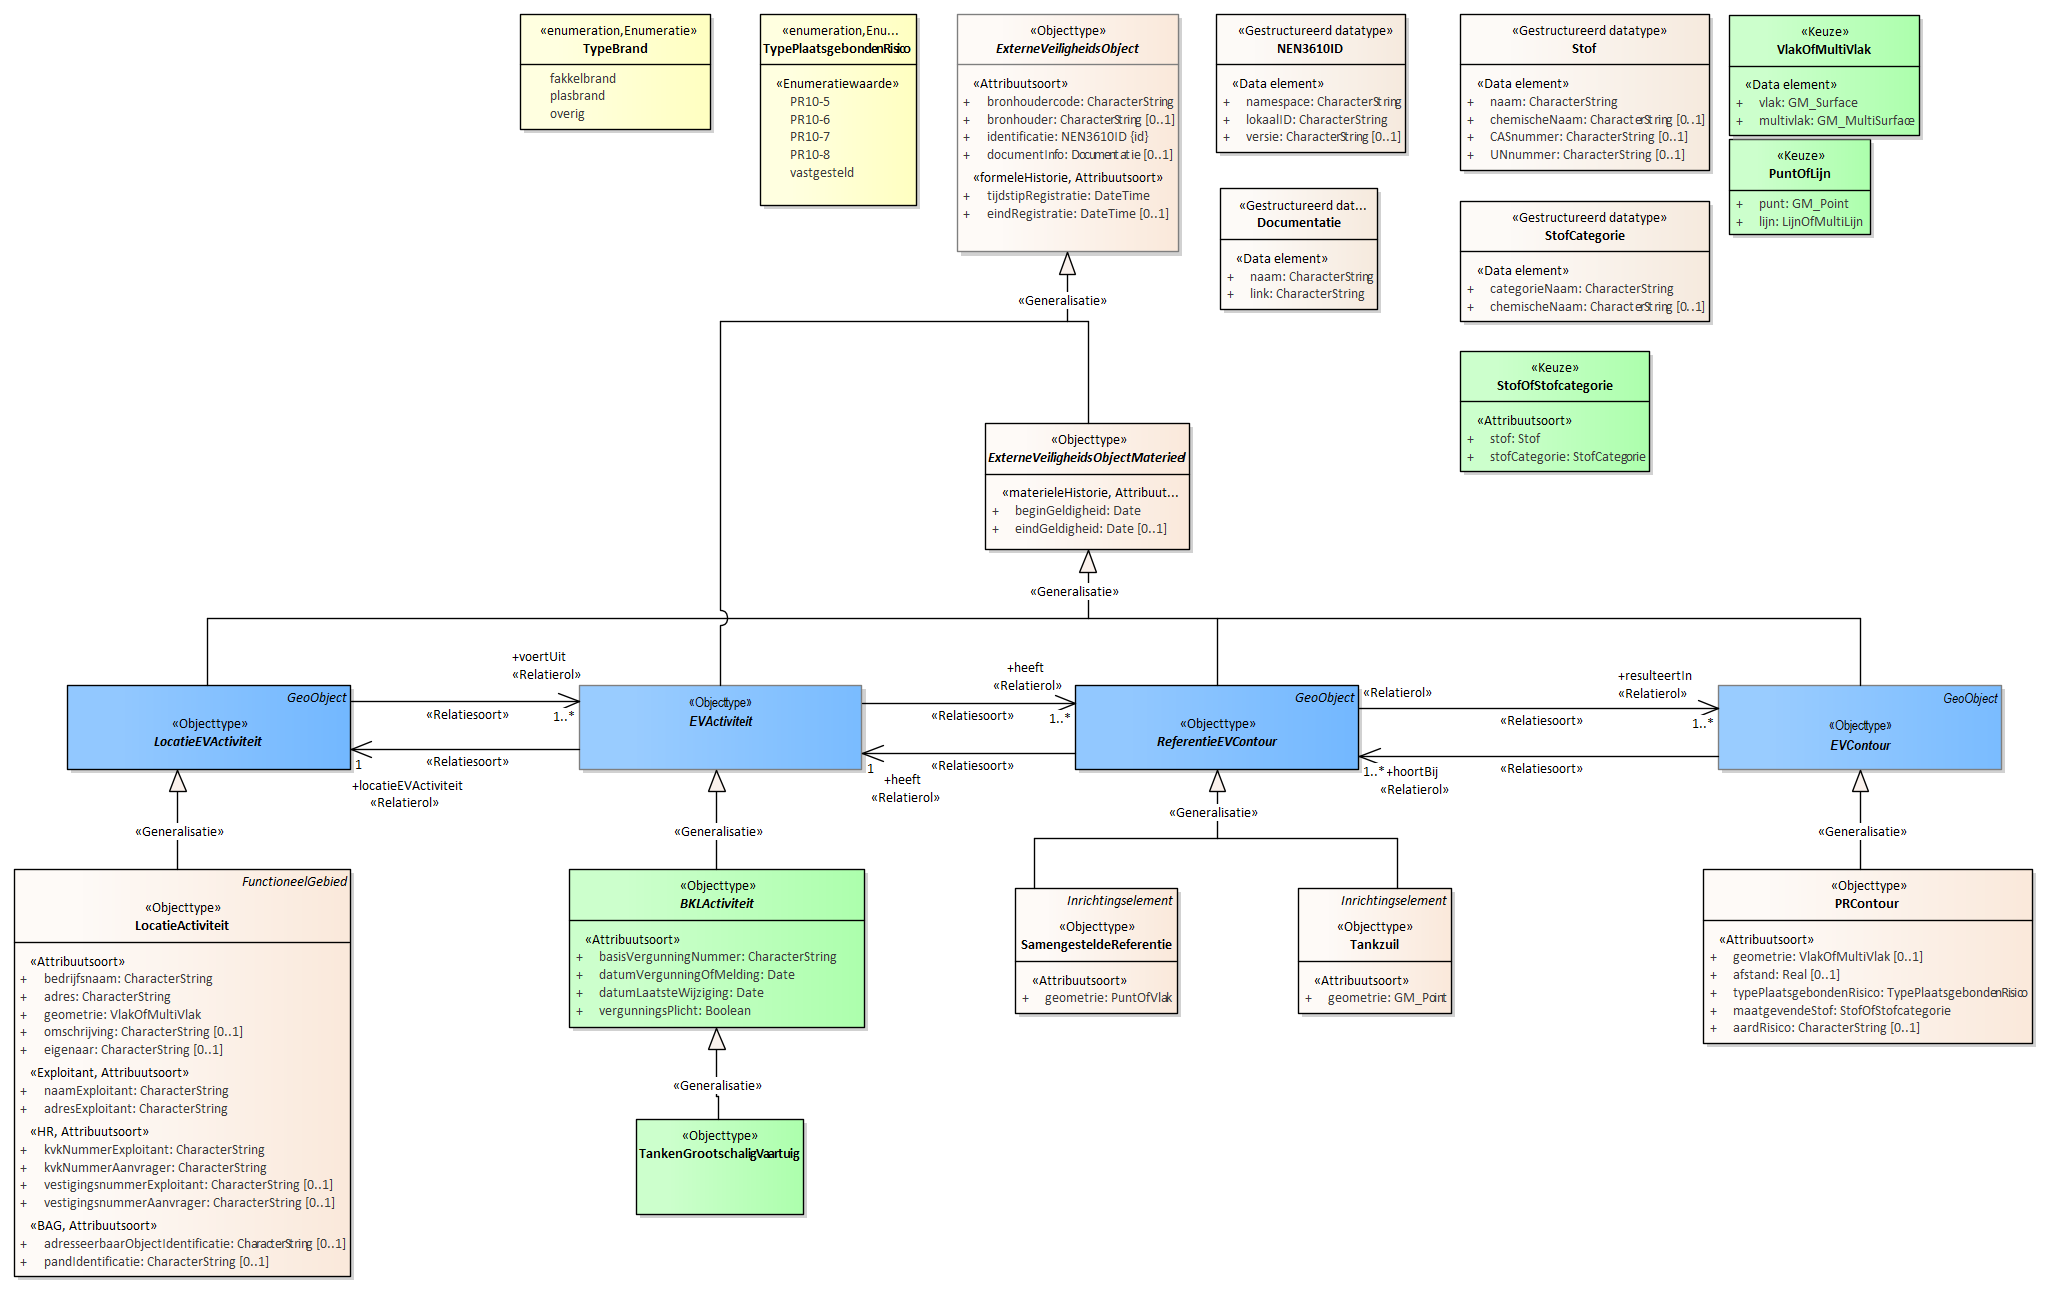 «enumeration,Enumeratie»
TypeBrand
fakkelbrand
plasbrand
overig
«enumeration,Enu...
TypePlaatsgebondenRisico
«Enumeratiewaarde»
PR10-5
PR10-6
PR10-7
PR10-8
vastgesteld
«Objecttype»
ExterneVeiligheidsObject
«Attribuutsoort»
+ bronhoudercode: CharacterString
+ bronhouder: CharacterString [0..1]
+ identificatie: NEN3610ID {id}
+ documentInfo: Documentatie [0..1]
«formeleHistorie, Attribuutsoort»
+ tijdstipRegistratie: DateTime
+ eindRegistratie: DateTime [0..1]
«Gestructureerd datatype»
NEN3610ID
«Data element»
+ namespace: CharacterString
+ lokaalID: CharacterString
+ versie: CharacterString [0..1]
«Gestructureerd dat...
Documentatie
«Data element»
+ naam: CharacterString
+ link: CharacterString
«Gestructureerd datatype»
Stof
«Data element»
+ naam: CharacterString
+ chemischeNaam: CharacterString [0..1]
+ CASnummer: CharacterString [0..1]
+ UNnummer: CharacterString [0..1]
«Gestructureerd datatype»
StofCategorie
«Data element»
+ categorieNaam: CharacterString
+ chemischeNaam: CharacterString [0..1]
«Keuze»
StofOfStofcategorie
«Attribuutsoort»
+ stof: Stof
+ stofCategorie: StofCategorie
«Keuze»
VlakOfMultiVlak
«Data element»
+ vlak: GM_Surface
+ multivlak: GM_MultiSurface
«Keuze»
PuntOfLijn
+ punt: GM_Point
+ lijn: LijnOfMultiLijn
«Generalisatie»
«Objecttype»
ExterneVeiligheidsObjectMaterieel
«materieleHistorie, Attribuut...
+ beginGeldigheid: Date
+ eindGeldigheid: Date [0..1]
«Generalisatie»
GeoObject
«Objecttype»
LocatieEVActiviteit
+voertUit
«Relatierol»
«Relatiesoort»
1..*
«Relatiesoort»
1
+locatieEVActiviteit
«Relatierol»
«Objecttype»
EVActiviteit
+heeft
«Relatierol»
«Relatiesoort»
1..*
«Relatiesoort»
1
+heeft
«Relatierol»
GeoObject
«Objecttype»
ReferentieEVContour
«Relatierol»
+resulteertIn
«Relatierol»
«Relatiesoort»
1..*
«Relatiesoort»
1..*
+hoortBij
«Relatierol»
GeoObject
«Objecttype»
EVContour
«Generalisatie»
«Generalisatie»
«Generalisatie»
«Generalisatie»
FunctioneelGebied
«Objecttype»
LocatieActiviteit
«Attribuutsoort»
+ bedrijfsnaam: CharacterString
+ adres: CharacterString
+ geometrie: VlakOfMultiVlak
+ omschrijving: CharacterString [0..1]
+ eigenaar: CharacterString [0..1]
«Exploitant, Attribuutsoort»
+ naamExploitant: CharacterString
+ adresExploitant: CharacterString
«HR, Attribuutsoort»
+ kvkNummerExploitant: CharacterString
+ kvkNummerAanvrager: CharacterString
+ vestigingsnummerExploitant: CharacterString [0..1]
+ vestigingsnummerAanvrager: CharacterString [0..1]
«BAG, Attribuutsoort»
+ adresseerbaarObjectIdentificatie: CharacterString [0..1]
+ pandIdentificatie: CharacterString [0..1]
«Objecttype»
BKLActiviteit
«Attribuutsoort»
+ basisVergunningNummer: CharacterString
+ datumVergunningOfMelding: Date
+ datumLaatsteWijziging: Date
+ vergunningsPlicht: Boolean
«Generalisatie»
«Objecttype»
TankenGrootschaligVaartuig
Inrichtingselement
«Objecttype»
SamengesteldeReferentie
«Attribuutsoort»
+ geometrie: PuntOfVlak
Inrichtingselement
«Objecttype»
Tankzuil
«Attribuutsoort»
+ geometrie: GM_Point
«Objecttype»
PRContour
«Attribuutsoort»
+ geometrie: VlakOfMultiVlak [0..1]
+ afstand: Real [0..1]
+ typePlaatsgebondenRisico: TypePlaatsgebondenRisico
+ maatgevendeStof: StofOfStofcategorie
+ aardRisico: CharacterString [0..1]